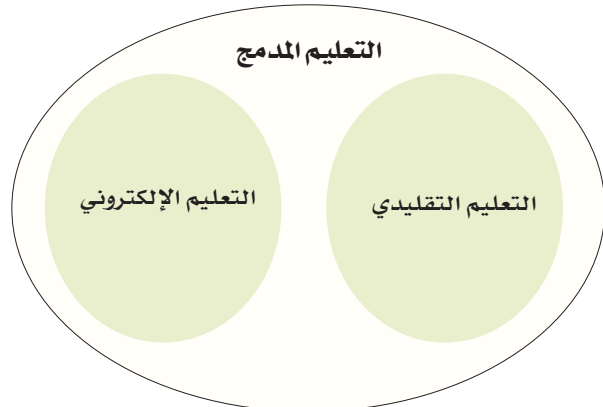 التعليم المدمج
التعليم التقليدي
التعليم الإلكتروني